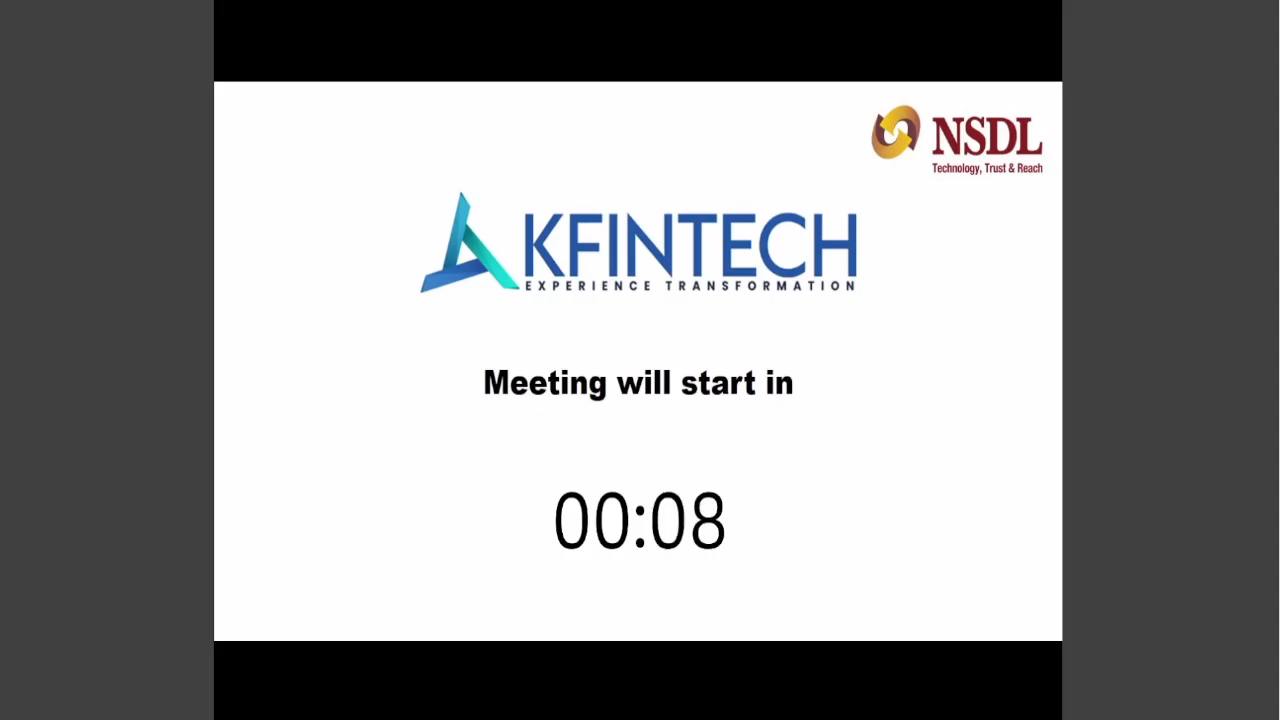 NSDL
Technology, Trust & Reach
KFINTECH
EXPERIENCE TRANSFORMATION
Meeting will start in
00:08